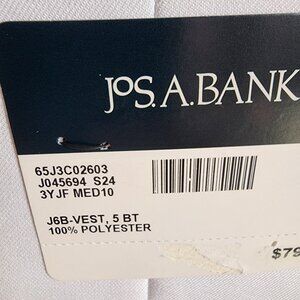 JOS.A.BANK
65J3C02603
J045694 S24
3YJF MED10
J6B-VEST, 5 BT
100% POLYESTER
$79